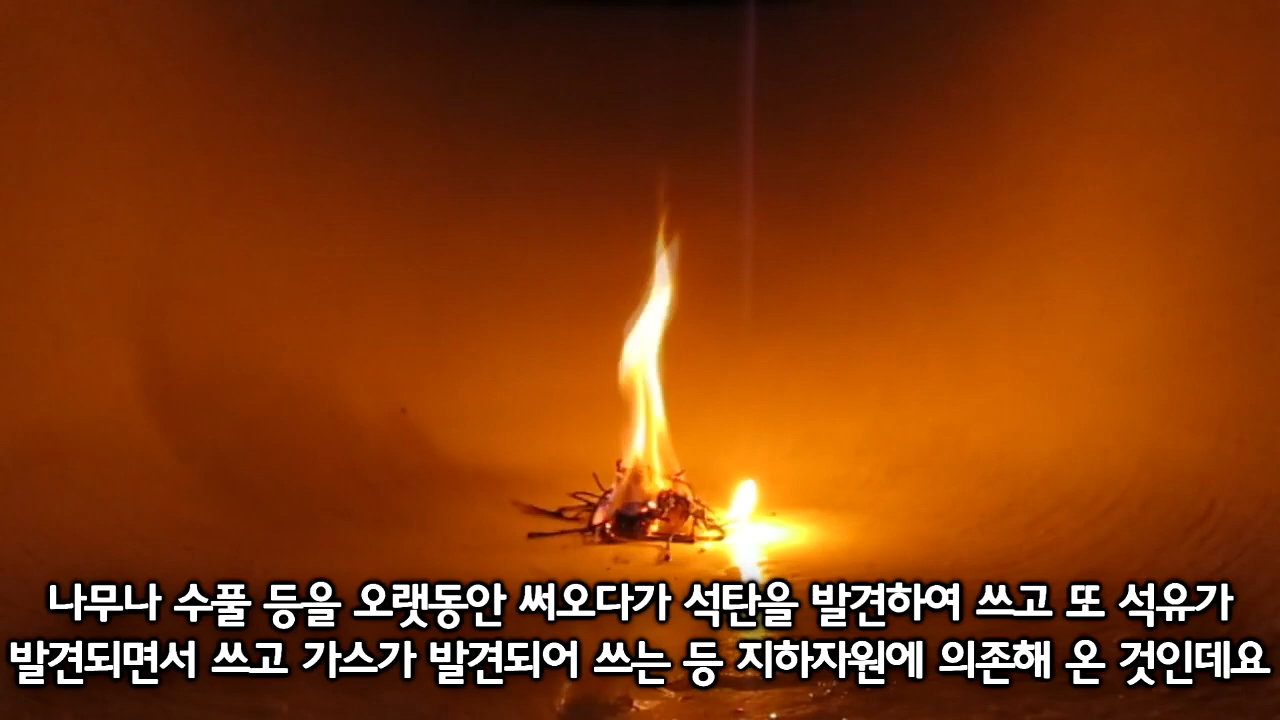 나무나 수풀 등을 오랫동안 써오다가 석탄을 발견하여 쓰고 또 석유가
발견되면서 쓰고 가스가 발견되어 쓰는 등 지하자원에 의존해 온 것인데요